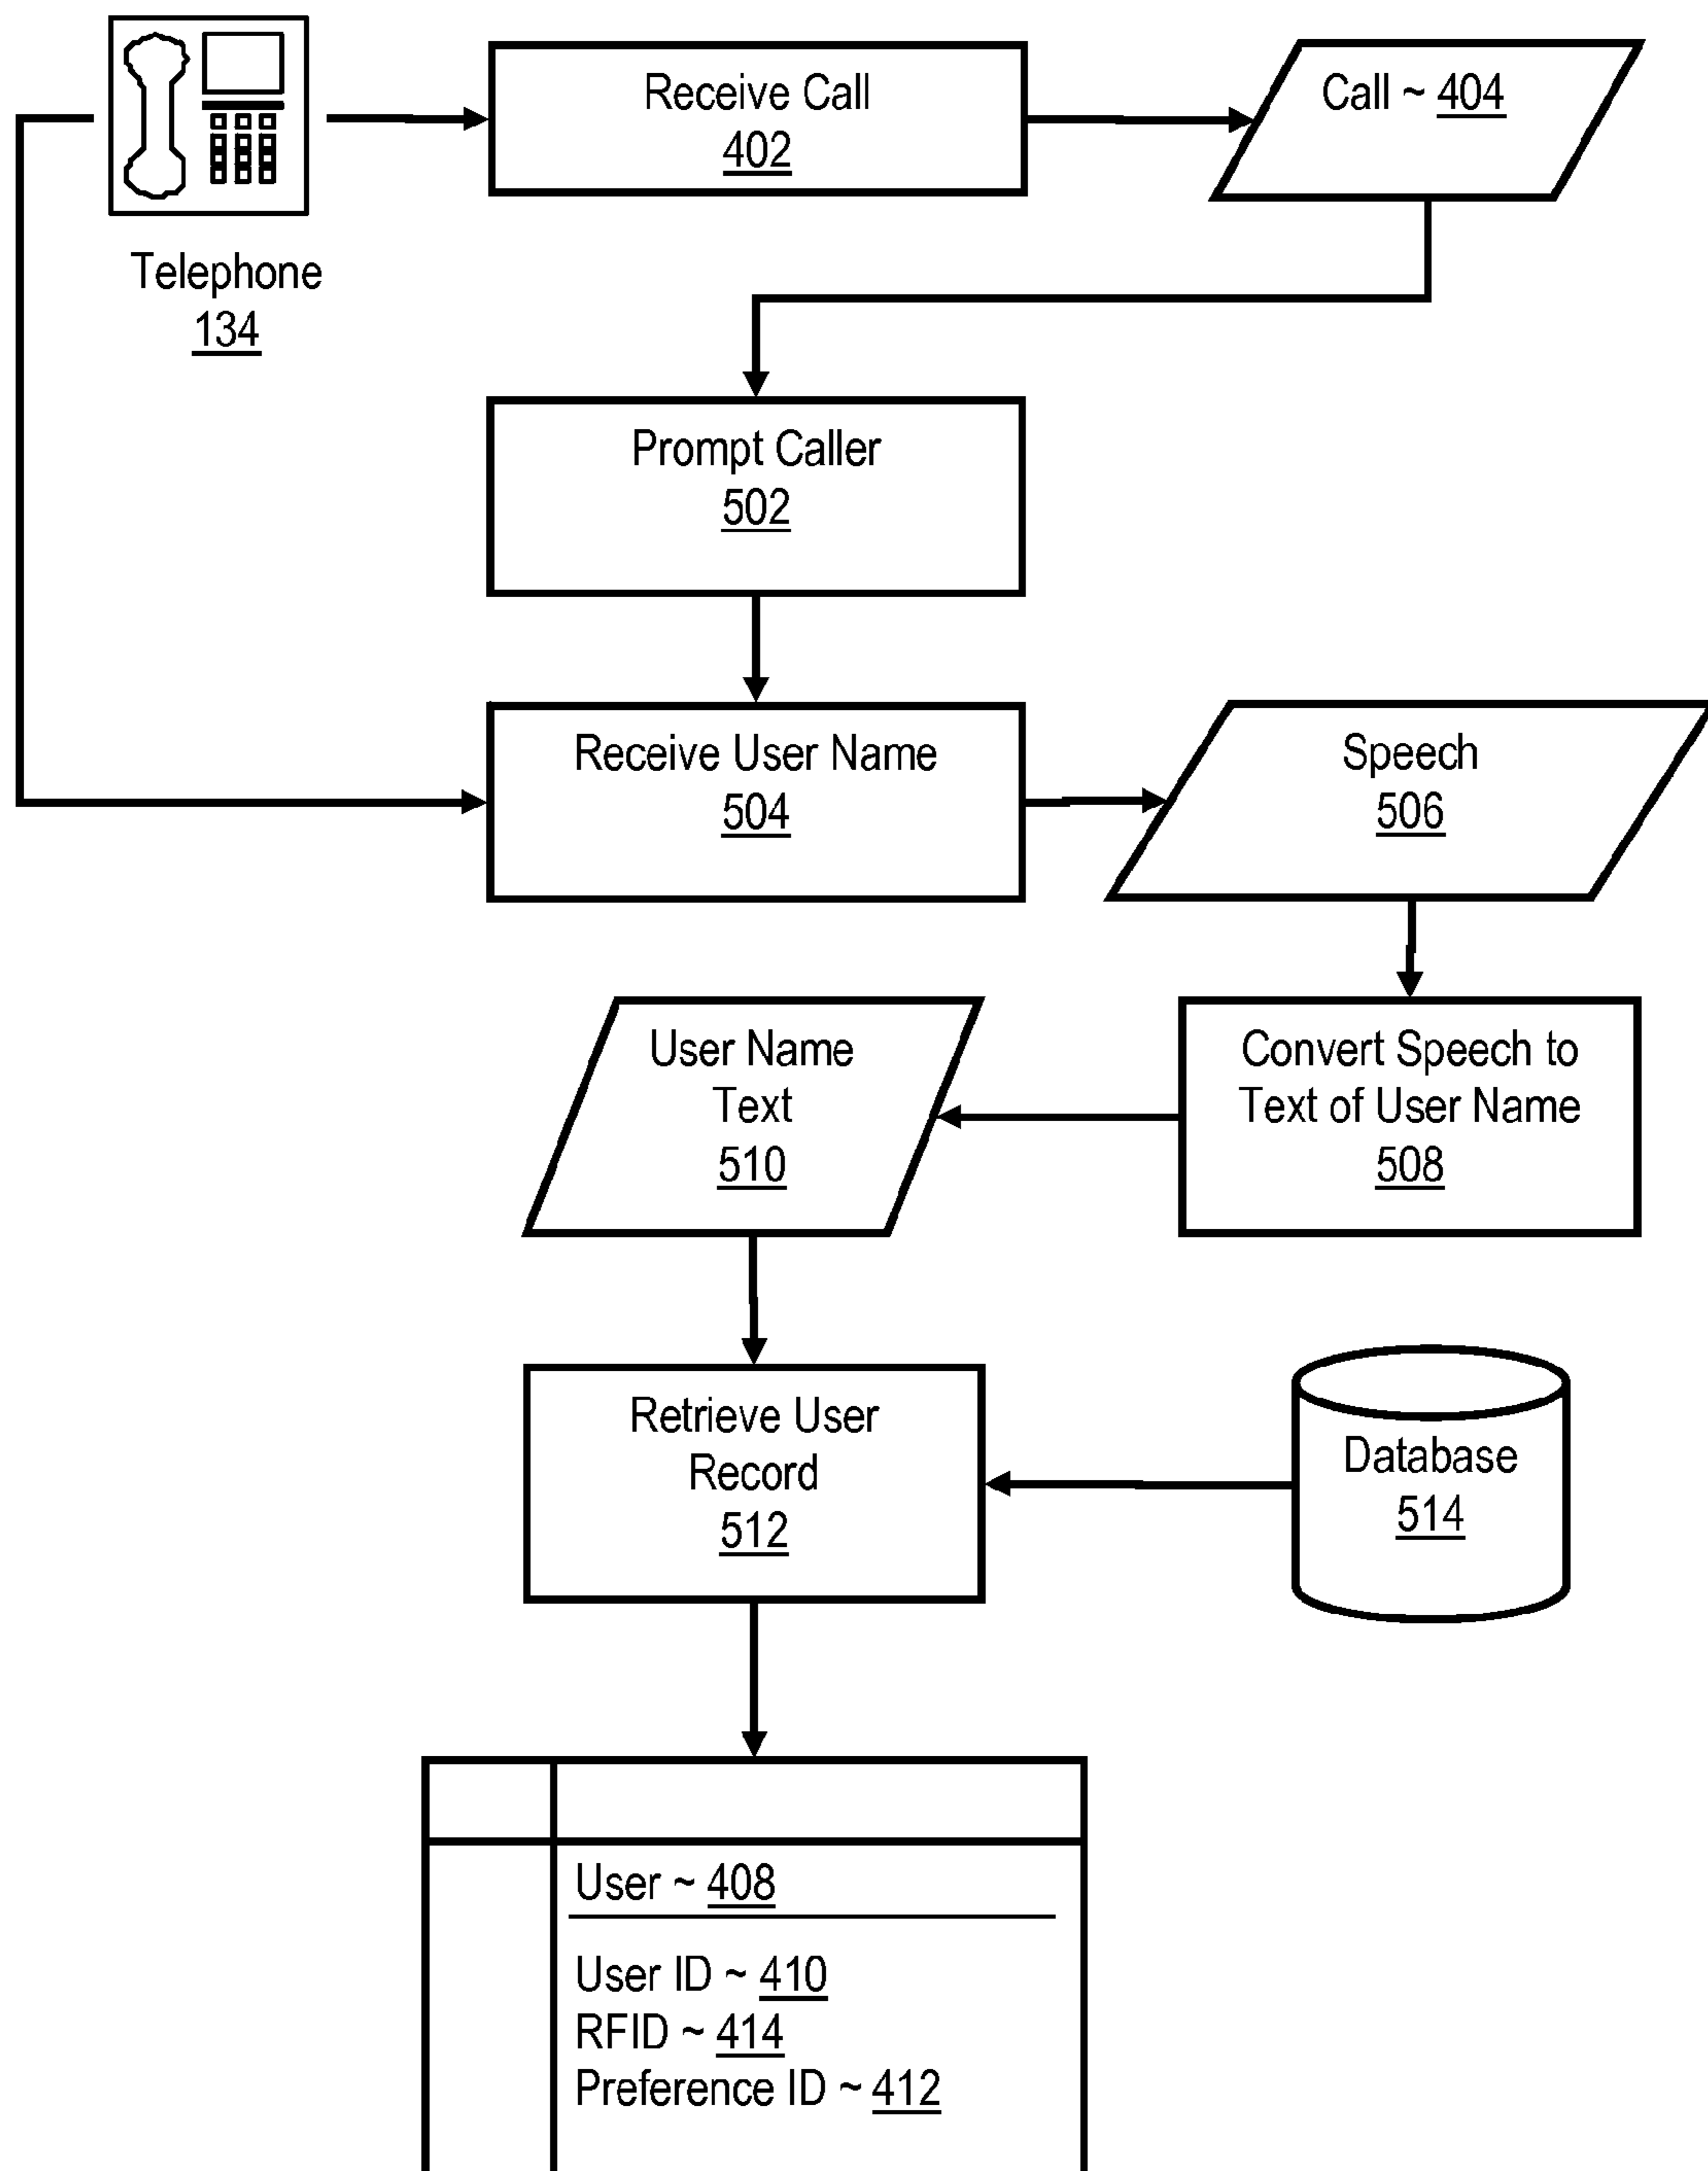 Receive Call
402
Call ~ 404
Telephone
134
Prompt Caller
502
Receive User Name
504
Speech
506
User Name
Text
510
Convert Speech to
Text of User Name
508
Retrieve User
Record
512
Database
514
User ~ 408
User ID ~ 410
RFID ~ 414
Preference ID ~ 412